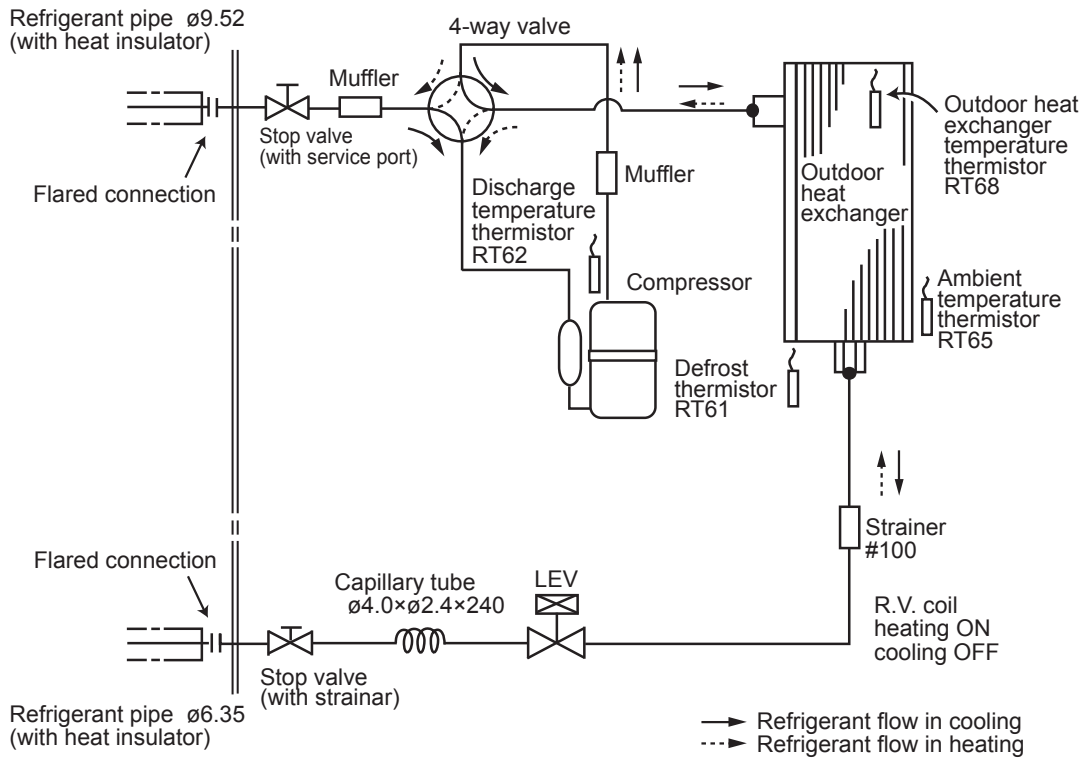 Refrigerant pipe ø9.52
(with heat insulator)
4-way valve
Muffler
Stop valve
(with service port)
Flared connection
Outdoor heat
exchanger
temperature
thermistor
RT68
Muffler
Discharge
temperature
thermistor
RT62
Outdoor
heat
exchanger
Compressor
Ambient
temperature
thermistor
RT65
Defrost
thermistor
RT61
Strainer
#100
Flared connection
Capillary tube
ø4.0×ø2.4×240
LEV
R.V. coil
heating ON
cooling OFF
Stop valve
(with strainar)
Refrigerant pipe ø6.35
(with heat insulator)
Refrigerant flow in cooling
Refrigerant flow in heating